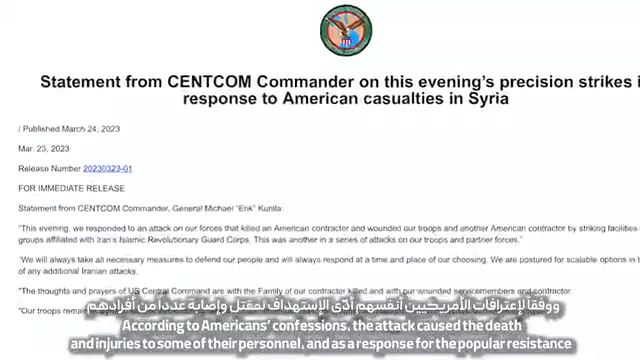 Statement from CENTCOM Commander on this evening's precision strikes i
response to American casualties in Syria
/ Published March 24, 2023
Mar. 23, 2023
Release Number 20230323-01
FOR IMMEDIATE RELEASE
Statement from CENTCOM Commander, General Michael "Erik" Kurilla:
"This evening, we responded to an attack on our forces that killed an American contractor and wounded our troops and another American contractor by striking facilities
groups affiliated with Iran's Islamic Revolutionary Guard Corps. This was another in a series of attacks on our troops and partner forces."
"We will always take all necessary measures to defend our people and will always respond at a time and place of our choosing. We are postured for scalable options in t
of any additional Iranian attacks.
"The thoughts and prayers of US Central Command are with the Family of our contractor killed and with our wounded servicemembers and contractor.
"Our troops remain
ووفقا لإعترافات الأمريكيين أنفسهم أدّى الإستهداف لمقتل وإصابة عدداً من أفرادهم
According to Americans' confessions, the attack caused the death
and injuries to some of their personnel, and as a response for the popular resistance